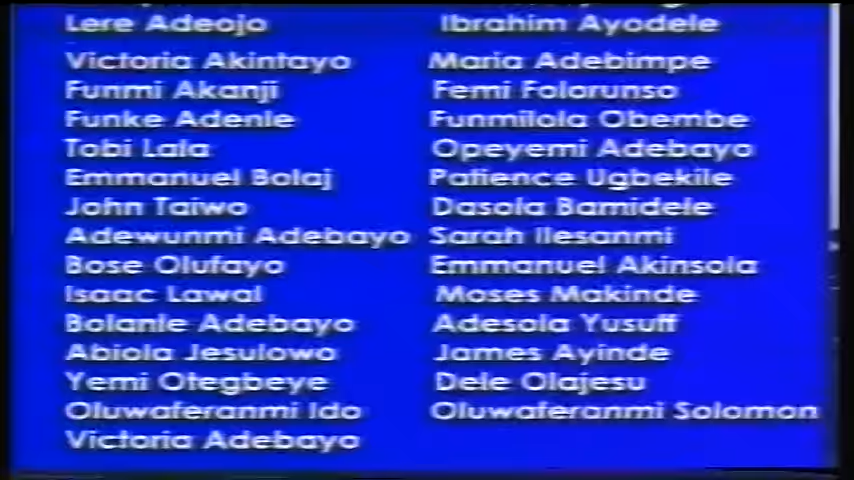 Lere Adeojo Ibrahim Ayodele
Victoria Akintayo Maria Adebimpe
Funmi Akanji Femi Folorunso
Funke Adenle Funmilola Obembe
Tobi Lala Opeyemi Adebayo
Emmanuel Bolaj Patience Ugbekile
John Taiwo Dasola Bamidele
Adewunmi Adebayo Sarah Ilesanmi
Bose Olufayo Emmanuel Akinsola
Isaac Lawal Moses Makinde
Bolanle Adebayo Adesola Yusuff
Abiola Jesulowo James Ayinde
Yemi Otegbeye Dele Olajesu
Oluwaferanmi Ido Oluwaferanmi Solomon
Victoria Adebayo